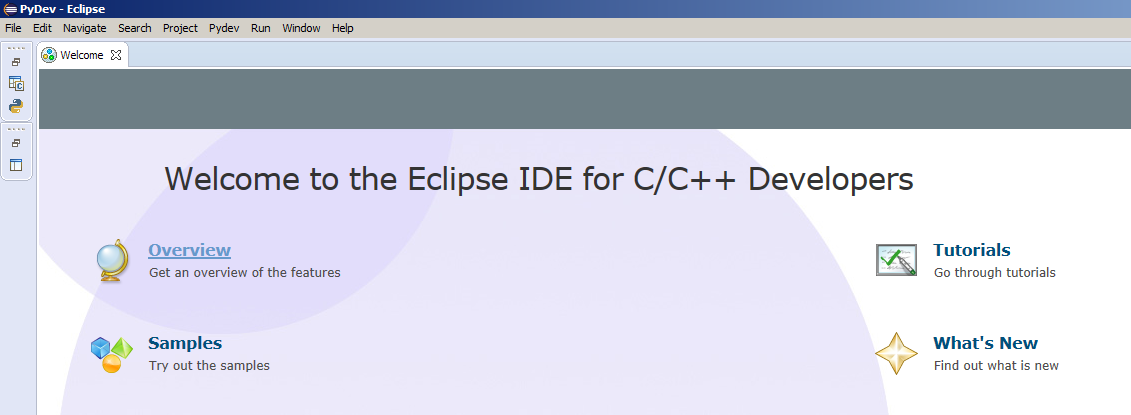 PyDev - Eclipse
File Edit Navigate Search Project Pydev Run Window Help
Welcome
Welcome to the Eclipse IDE for C/C++ Developers
Overview
Get an overview of the features
Tutorials
Go through tutorials
Samples
Try out the samples
What's New
Find out what is new